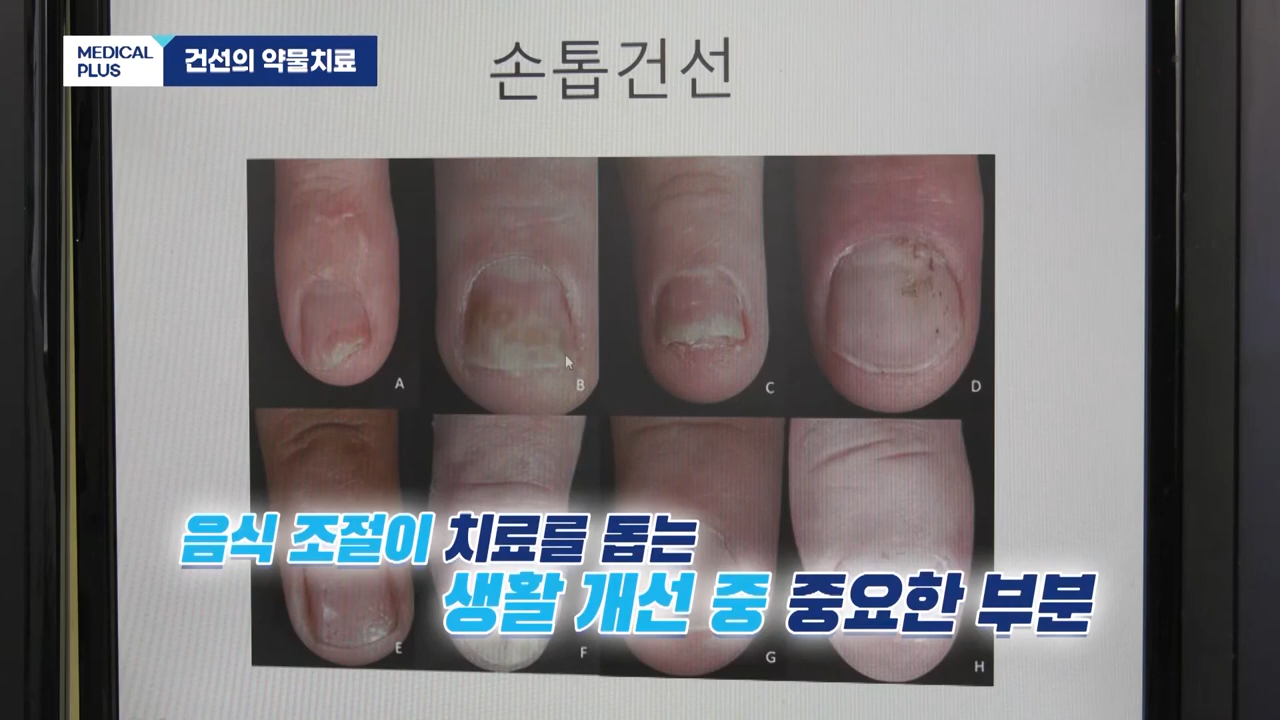 MEDICAL
PLUS
건선의 약물치료
손톱건선
A
B
C
D
음식 조절이 치료를 돕는
생활 개선 중 중요한 부분
E
F
G
H